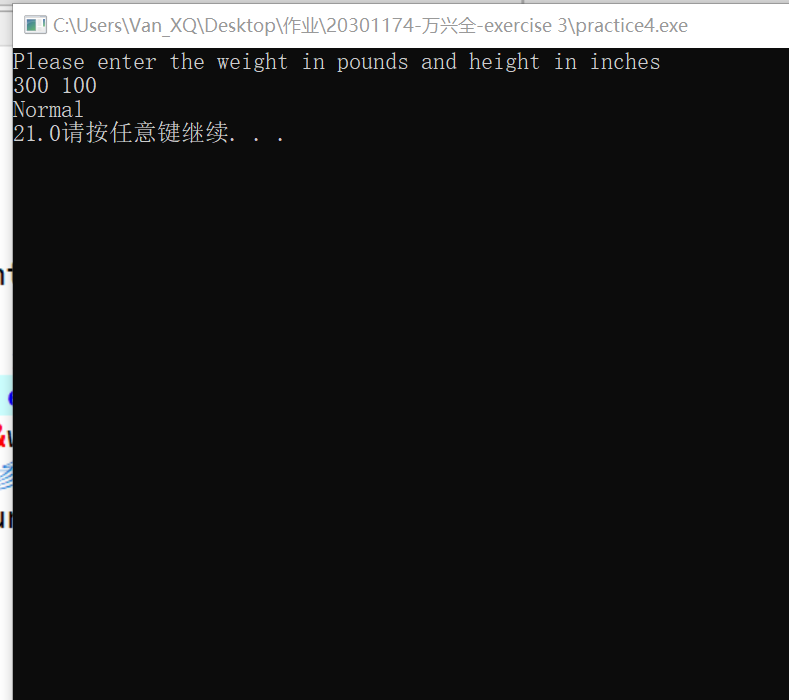 C:\Users\Van_XQ\Desktop\作业\20301174-万兴全-exercise 3\practice4.exe
Please enter the weight in pounds and height in inches
300 100
Normal
21.0请按任意键继续. . .